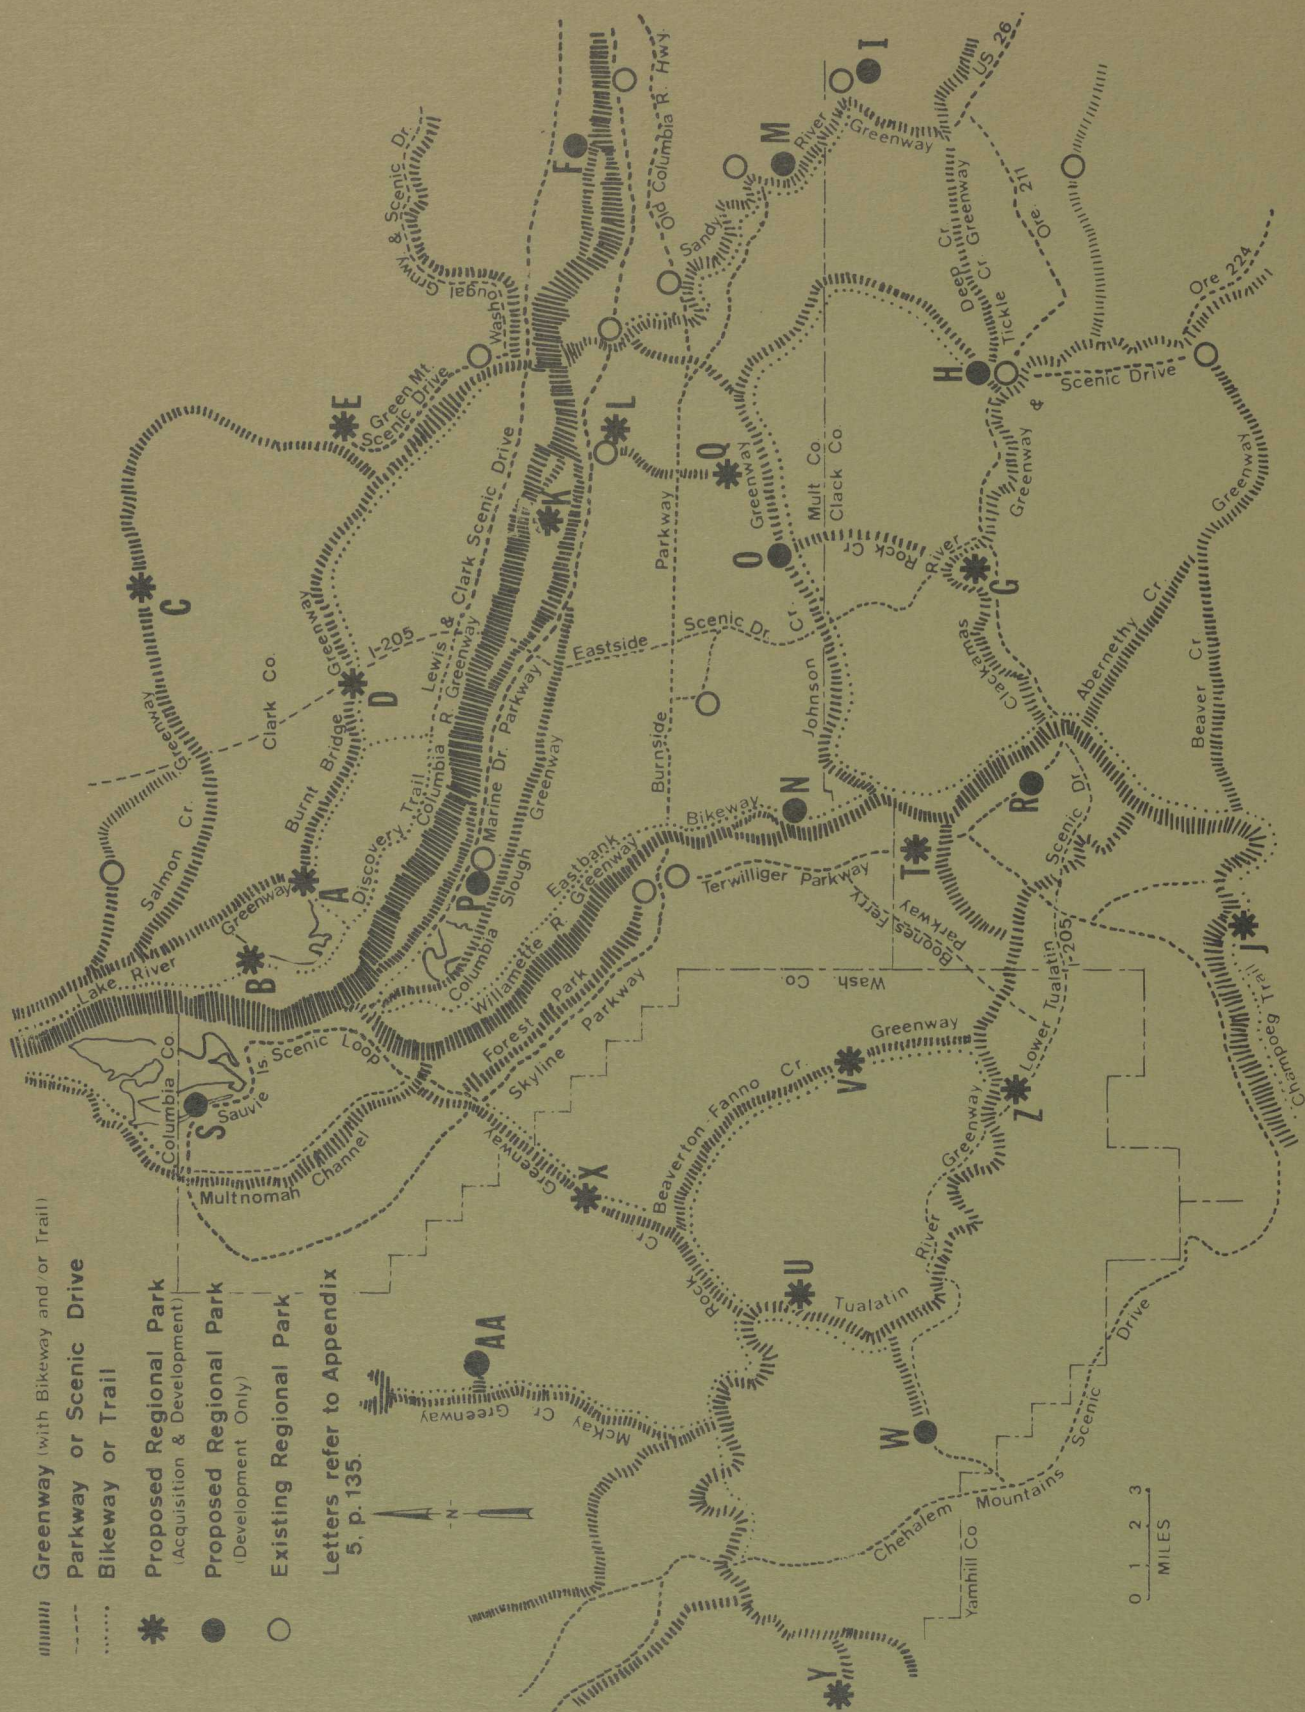 Greenway (with Bikeway and/or Trail)
Parkway or Scenic Drive
Bikeway or Trail
Proposed Regional Park
(Acquisition & Development)
Proposed Regional Park
(Development Only)
Existing Regional Park
Letters refer to Appendix
5, p. 135.
-N-
0 1 2 3
MILES
Columbia Co
S
Sauvie Is Scenic Loop
Multnomah Channel
Lake River
Greenway
B
A
Salmon Cr. Greenway
C
Clark Co.
Burnt Bridge Greenway
D
I-205
E
Green Mt.
Scenic Drive
Washougal Grnwy & Scenic Dr.
Discovery Trail
Lewis & Clark Scenic Drive
Columbia R Greenway
F
K
P
Marine Dr. Parkway
Columbia Slough Greenway
L
Old Columbia R. Hwy.
Willamette R. Greenway
Eastbank Bikeway
Forest Park
Skyline Parkway
Burnside Parkway
Eastside Scenic Dr.
Q
Sandy River Greenway
M
I
US 26
N
Johnson Cr. Greenway
O
Mult Co.
Clack Co
Rock Cr
G
Clackamas River Greenway & Scenic Drive
H
Deep Cr Greenway
Tickle Cr
Ore 211
Ore 224
Terwilliger Parkway
T
R
Boones Ferry
Parkway
Wash. Co
Lower Tualatin Scenic Dr
I-205
Abernethy Cr
Beaver Cr Greenway
J
Champoeg Trail
Greenway
X
Rock Cr
Beaverton Fanno Cr. Greenway
V
Z
U
Tualatin River Greenway
W
AA
McKay Cr Greenway
Chehalem Mountains Scenic Drive
Yamhill Co
Y